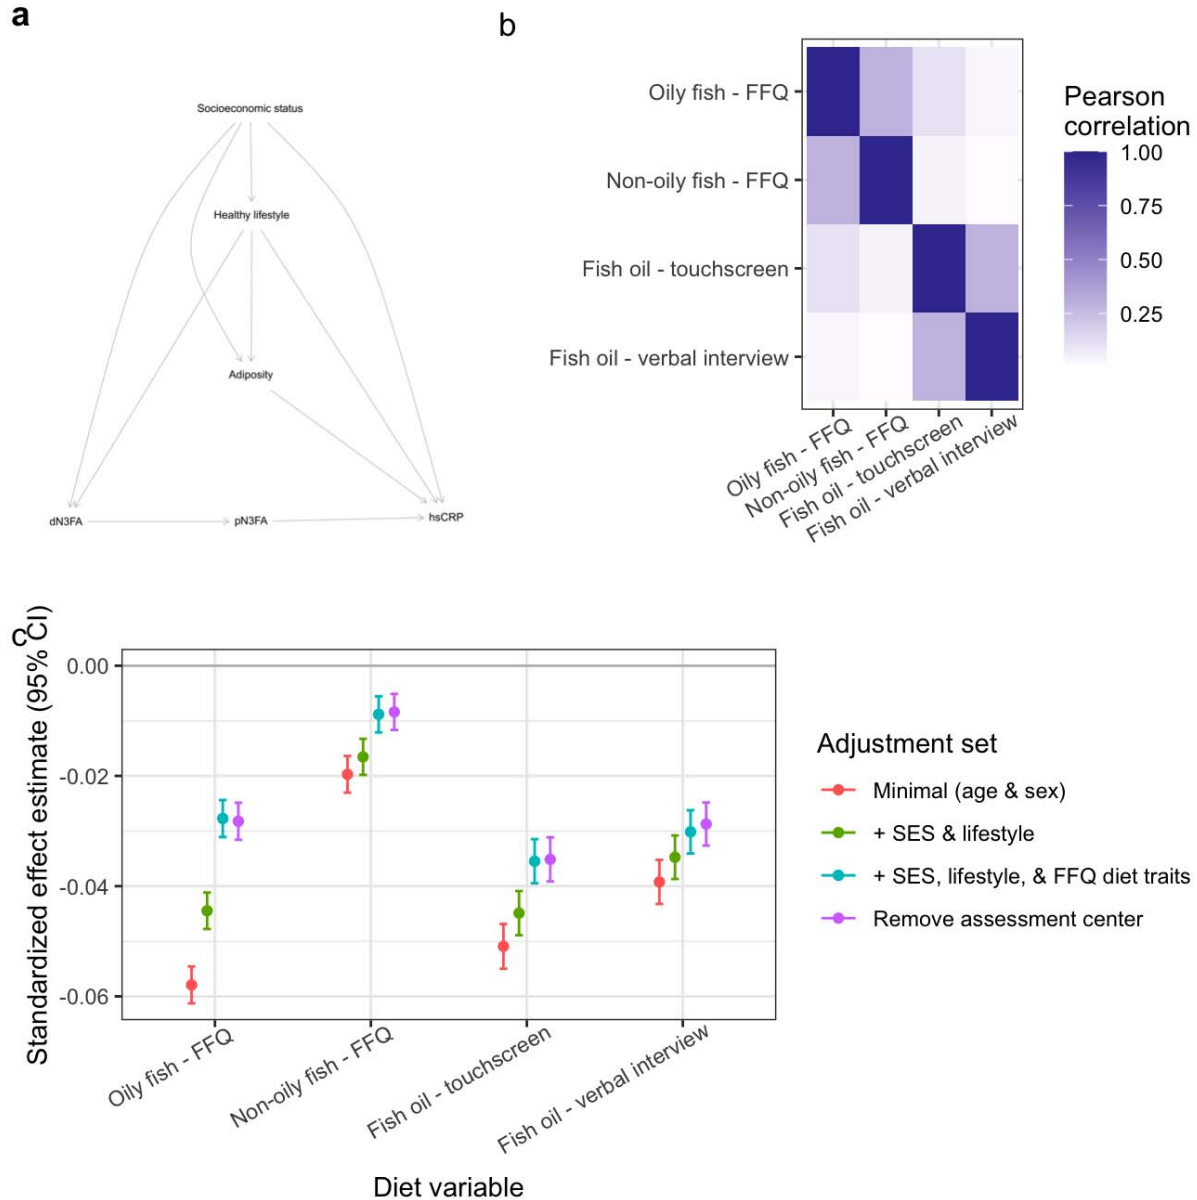 a
Socioeconomic status
Healthy lifestyle
Adiposity
dN3FA
pN3FA
hsCRP
b
Oily fish - FFQ
Non-oily fish - FFQ
Fish oil - touchscreen
Fish oil - verbal interview
Oily fish - FFQ
Non-oily fish - FFQ
Fish oil - touchscreen
Fish oil - verbal interview
Pearson
correlation
1.00
0.75
0.50
0.25
c
Standardized effect estimate (95% CI)
0.00
-0.02
-0.04
-0.06
Oily fish - FFQ
Non-oily fish - FFQ
Fish oil - touchscreen
Fish oil - verbal interview
Diet variable
Adjustment set
Minimal (age & sex)
+ SES & lifestyle
+ SES, lifestyle, & FFQ diet traits
Remove assessment center